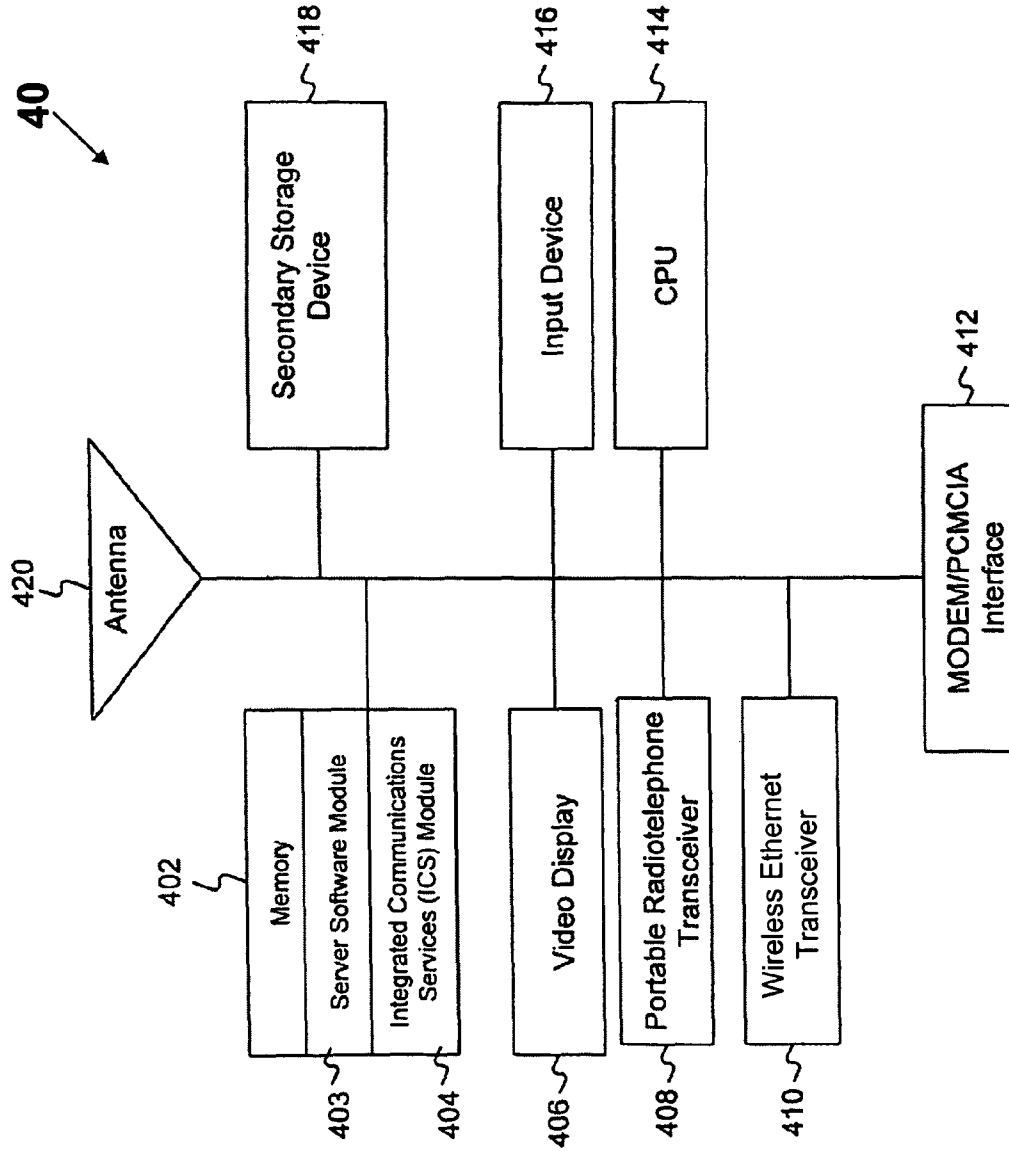 40
420
Antenna
402
Memory
Server Software Module
403
Integrated Communications
Services (ICS) Module
404
Secondary Storage
Device
418
Video Display
406
Input Device
416
Portable Radiotelephone
Transceiver
408
CPU
414
Wireless Ethernet
Transceiver
410
MODEM/PCMCIA
Interface
412